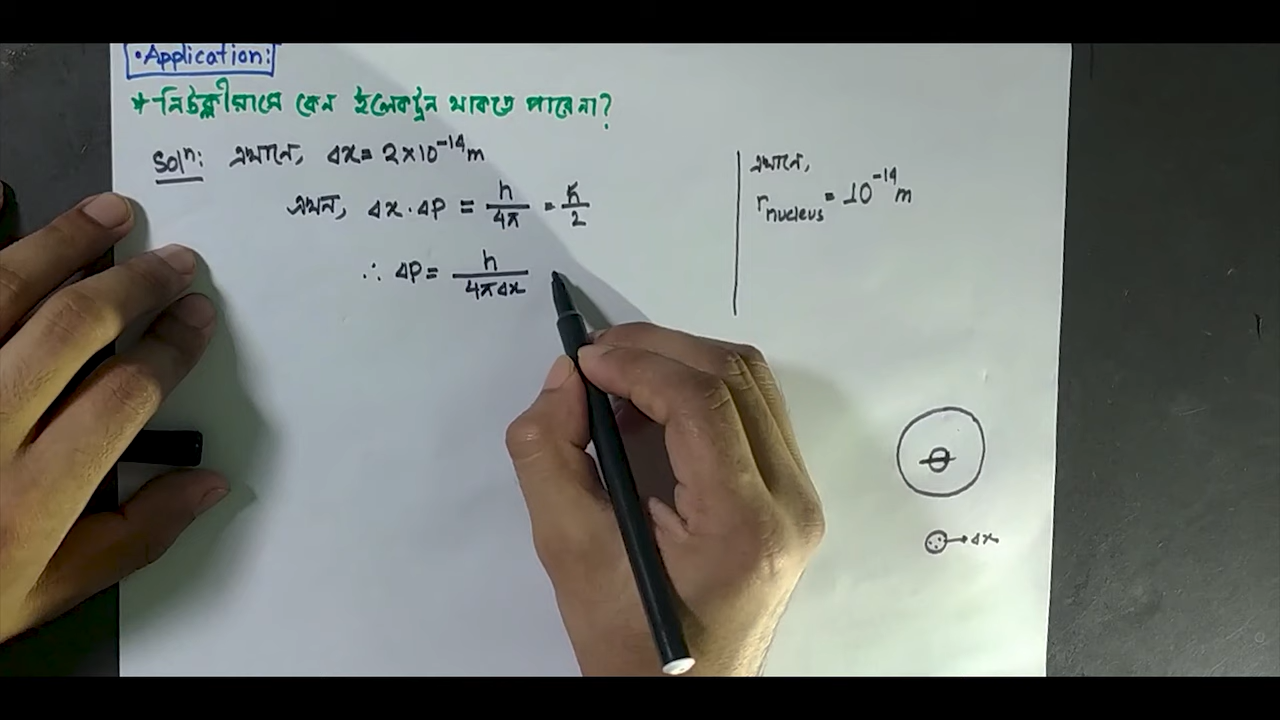 •Application:
* নিউক্লীয়াসে কেন ইলেকট্রন থাকতে পারেনা?
Solⁿ: এখানে, Δx = 2×10⁻¹⁴m
এখন, Δx·Δp = h/4π = ℏ/2
∴ Δp = h/4πΔx
এখানে,
r_nucleus = 10⁻¹⁴m
→Δx